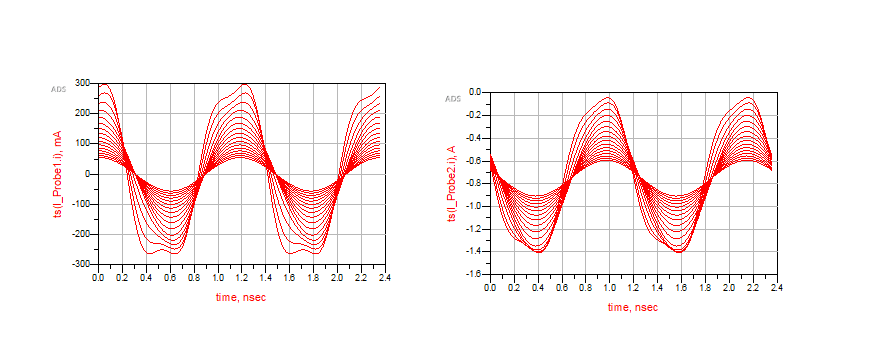 ADS
ts(I_Probe1.i), mA
300
200
100
0
-100
-200
-300
0.0 0.2 0.4 0.6 0.8 1.0 1.2 1.4 1.6 1.8 2.0 2.2 2.4
time, nsec
ADS
ts(I_Probe2.i), A
0.0
-0.2
-0.4
-0.6
-0.8
-1.0
-1.2
-1.4
-1.6
0.0 0.2 0.4 0.6 0.8 1.0 1.2 1.4 1.6 1.8 2.0 2.2 2.4
time, nsec